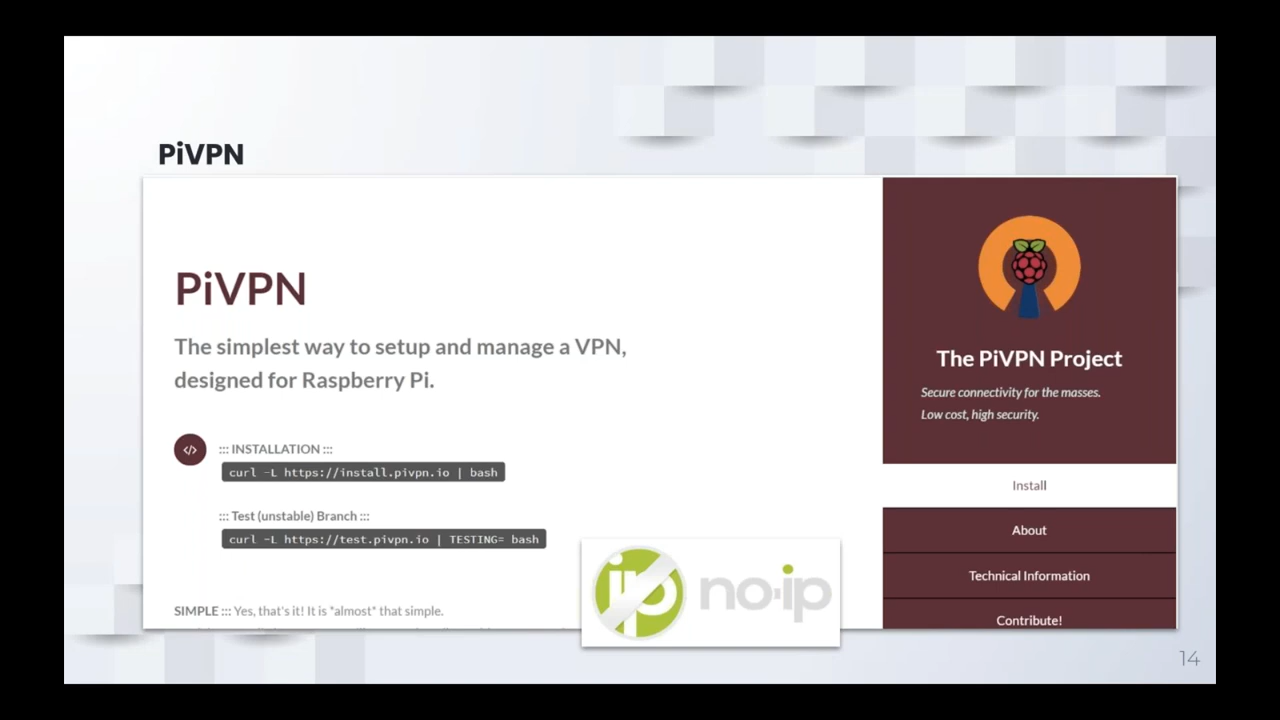 PiVPN
PiVPN
The simplest way to setup and manage a VPN,
designed for Raspberry Pi.
</>
::: INSTALLATION :::
curl -L https://install.pivpn.io | bash
::: Test (unstable) Branch :::
curl -L https://test.pivpn.io | TESTING= bash
SIMPLE ::: Yes, that's it! It is *almost* that simple.
The PiVPN Project
Secure connectivity for the masses.
Low cost, high security.
Install
About
Technical Information
Contribute!
ip no-ip
14